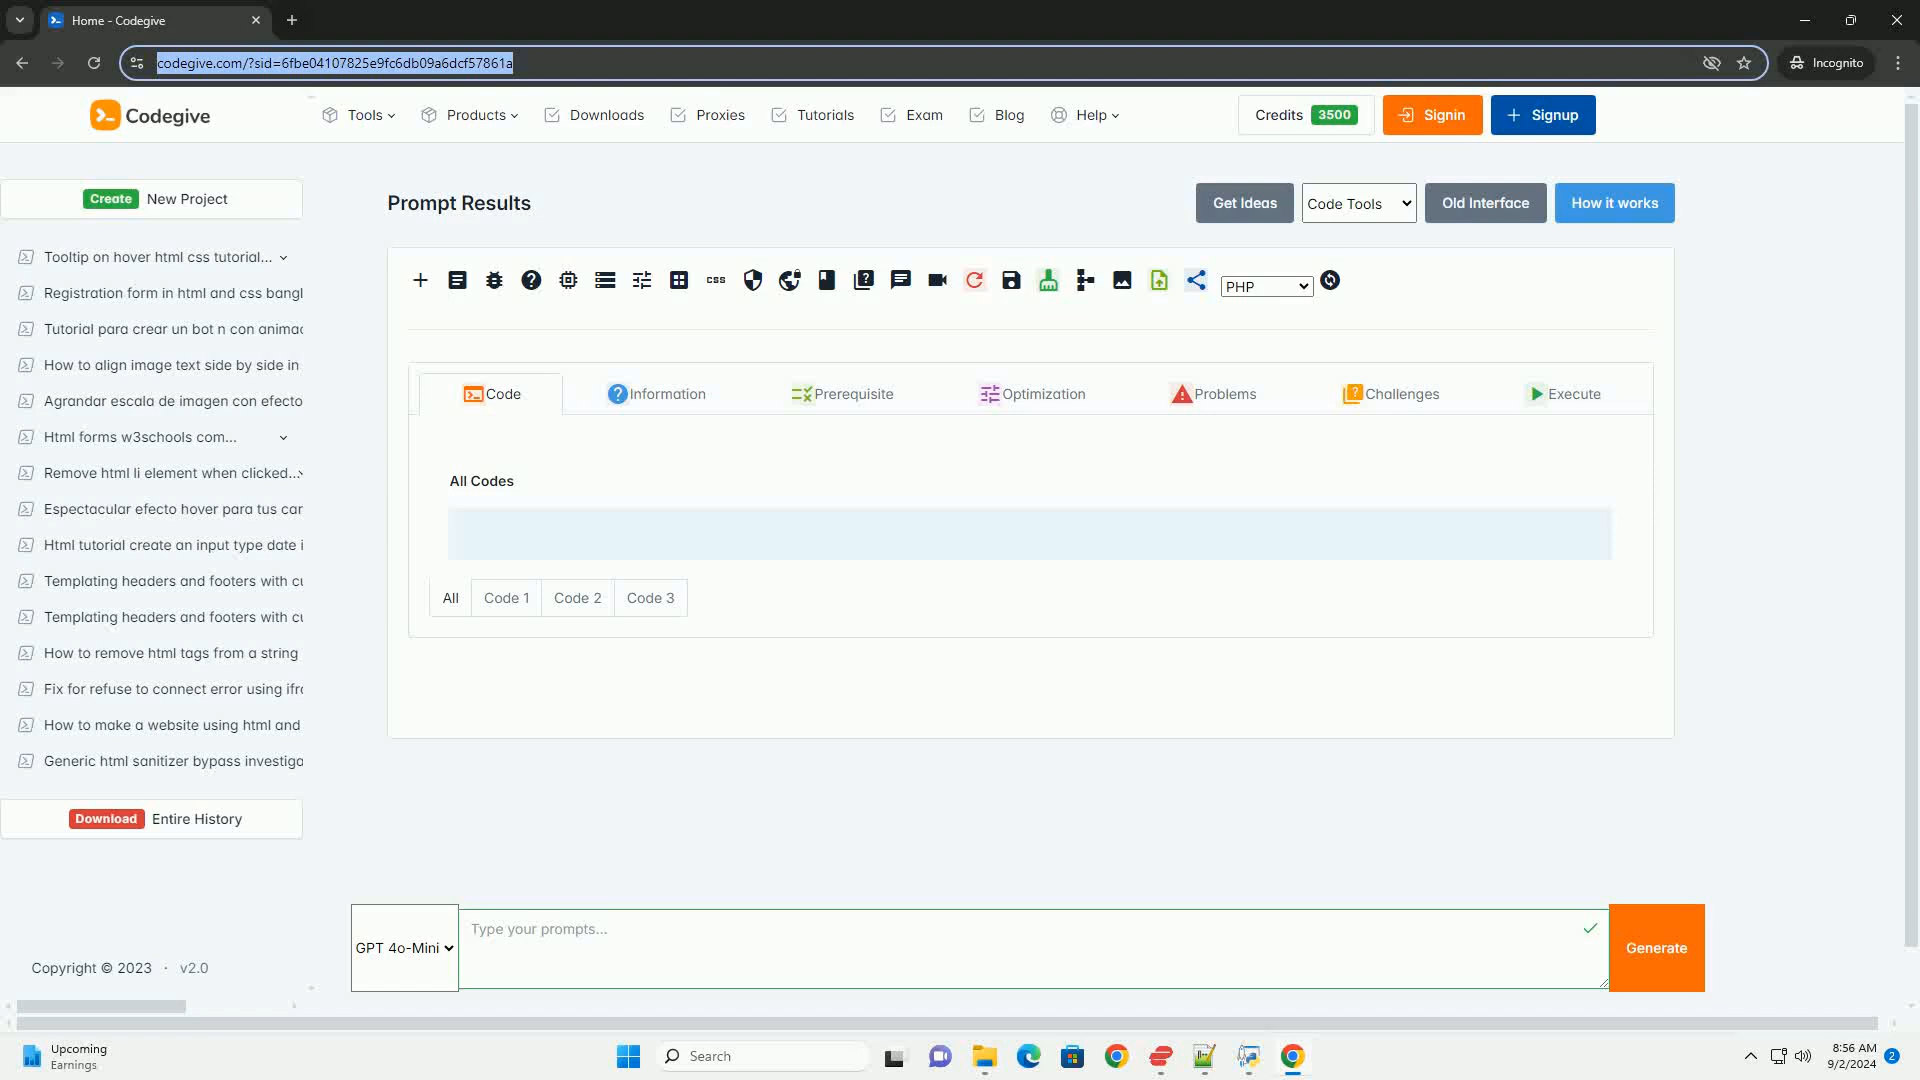 Home - Codegive
codegive.com/?sid=6fbe04107825e9fc6db09a6dcf57861a
Incognito
Codegive
Tools
Products
Downloads
Proxies
Tutorials
Exam
Blog
Help
Credits 3500
Signin
Signup
Create New Project
Tooltip on hover html css tutorial...
Registration form in html and css bangl
Tutorial para crear un bot n con animac
How to align image text side by side in
Agrandar escala de imagen con efecto
Html forms w3schools com...
Remove html li element when clicked...
Espectacular efecto hover para tus car
Html tutorial create an input type date i
Templating headers and footers with cu
Templating headers and footers with cu
How to remove html tags from a string
Fix for refuse to connect error using ifra
How to make a website using html and
Generic html sanitizer bypass investiga
Download Entire History
Copyright © 2023 · v2.0
Prompt Results
Get Ideas
Code Tools
Old Interface
How it works
css
PHP
Code
Information
Prerequisite
Optimization
Problems
Challenges
Execute
All Codes
All
Code 1
Code 2
Code 3
GPT 4o-Mini
Type your prompts...
Generate
Upcoming
Earnings
Search
8:56 AM
9/2/2024
2